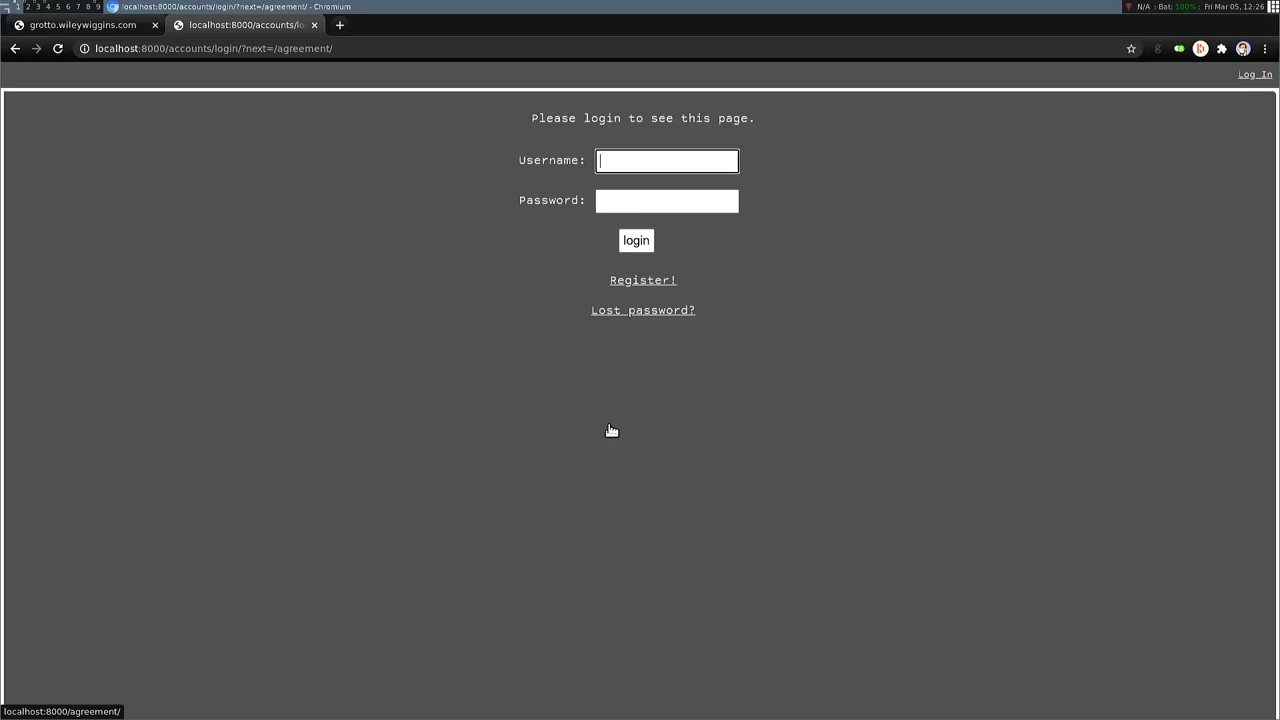 1 2 3 4 5 6 7 8 9 localhost:8000/accounts/login/?next=/agreement/ - Chromium
N/A : Bat: 100% : Fri Mar 05, 12:26
grotto.wileywiggins.com
localhost:8000/accounts/lo
localhost:8000/accounts/login/?next=/agreement/
Log In
Please login to see this page.
Username:
Password:
login
Register!
Lost password?
localhost:8000/agreement/